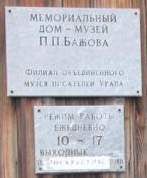 МЕМОРИАЛЬНЫЙ
ДОМ – МУЗЕЙ
П.П.БАЖОВА
ФИЛИАЛ ОБЪЕДИНЕННОГО
МУЗЕЯ ПИСАТЕЛЕЙ УРАЛА
РЕЖИМ РАБОТЫ
ЕЖЕДНЕВНО
10 – 17
ВЫХОДНЫЕ